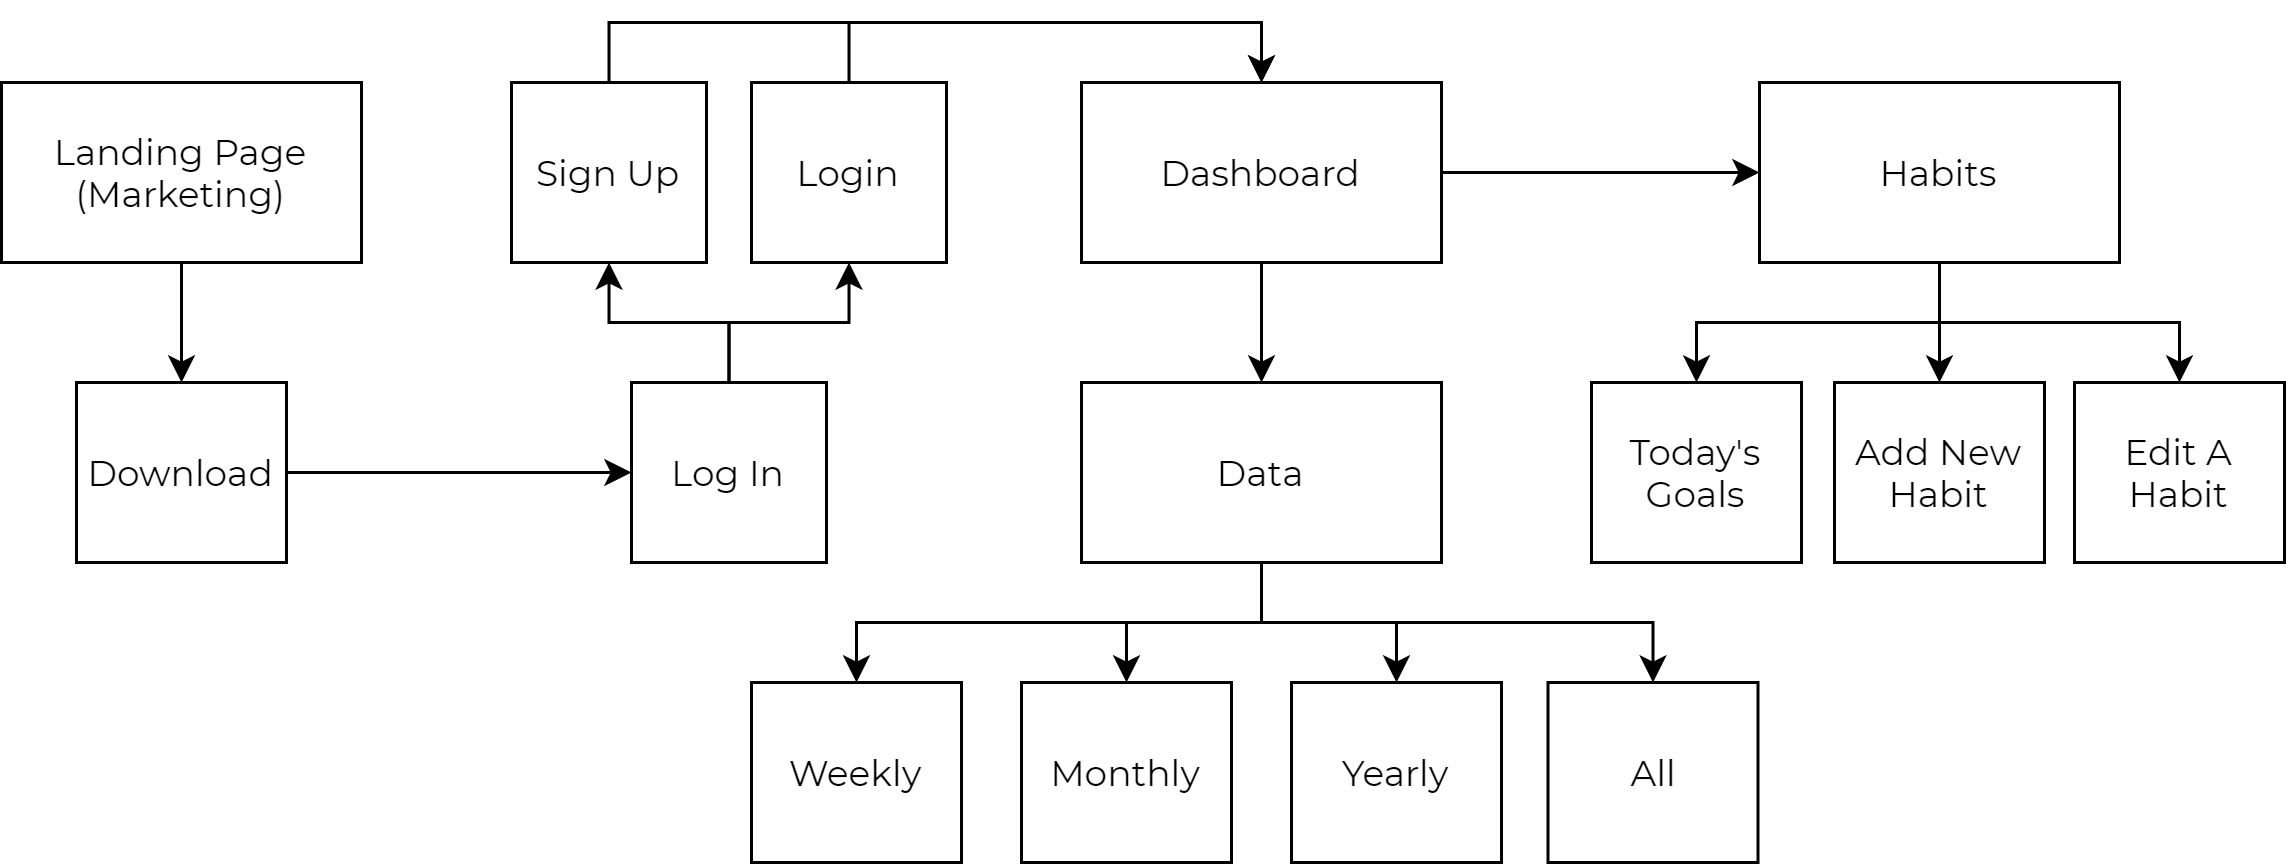 Landing Page
(Marketing)
Sign Up
Login
Dashboard
Habits
Download
Log In
Data
Today's
Goals
Add New
Habit
Edit A
Habit
Weekly
Monthly
Yearly
All